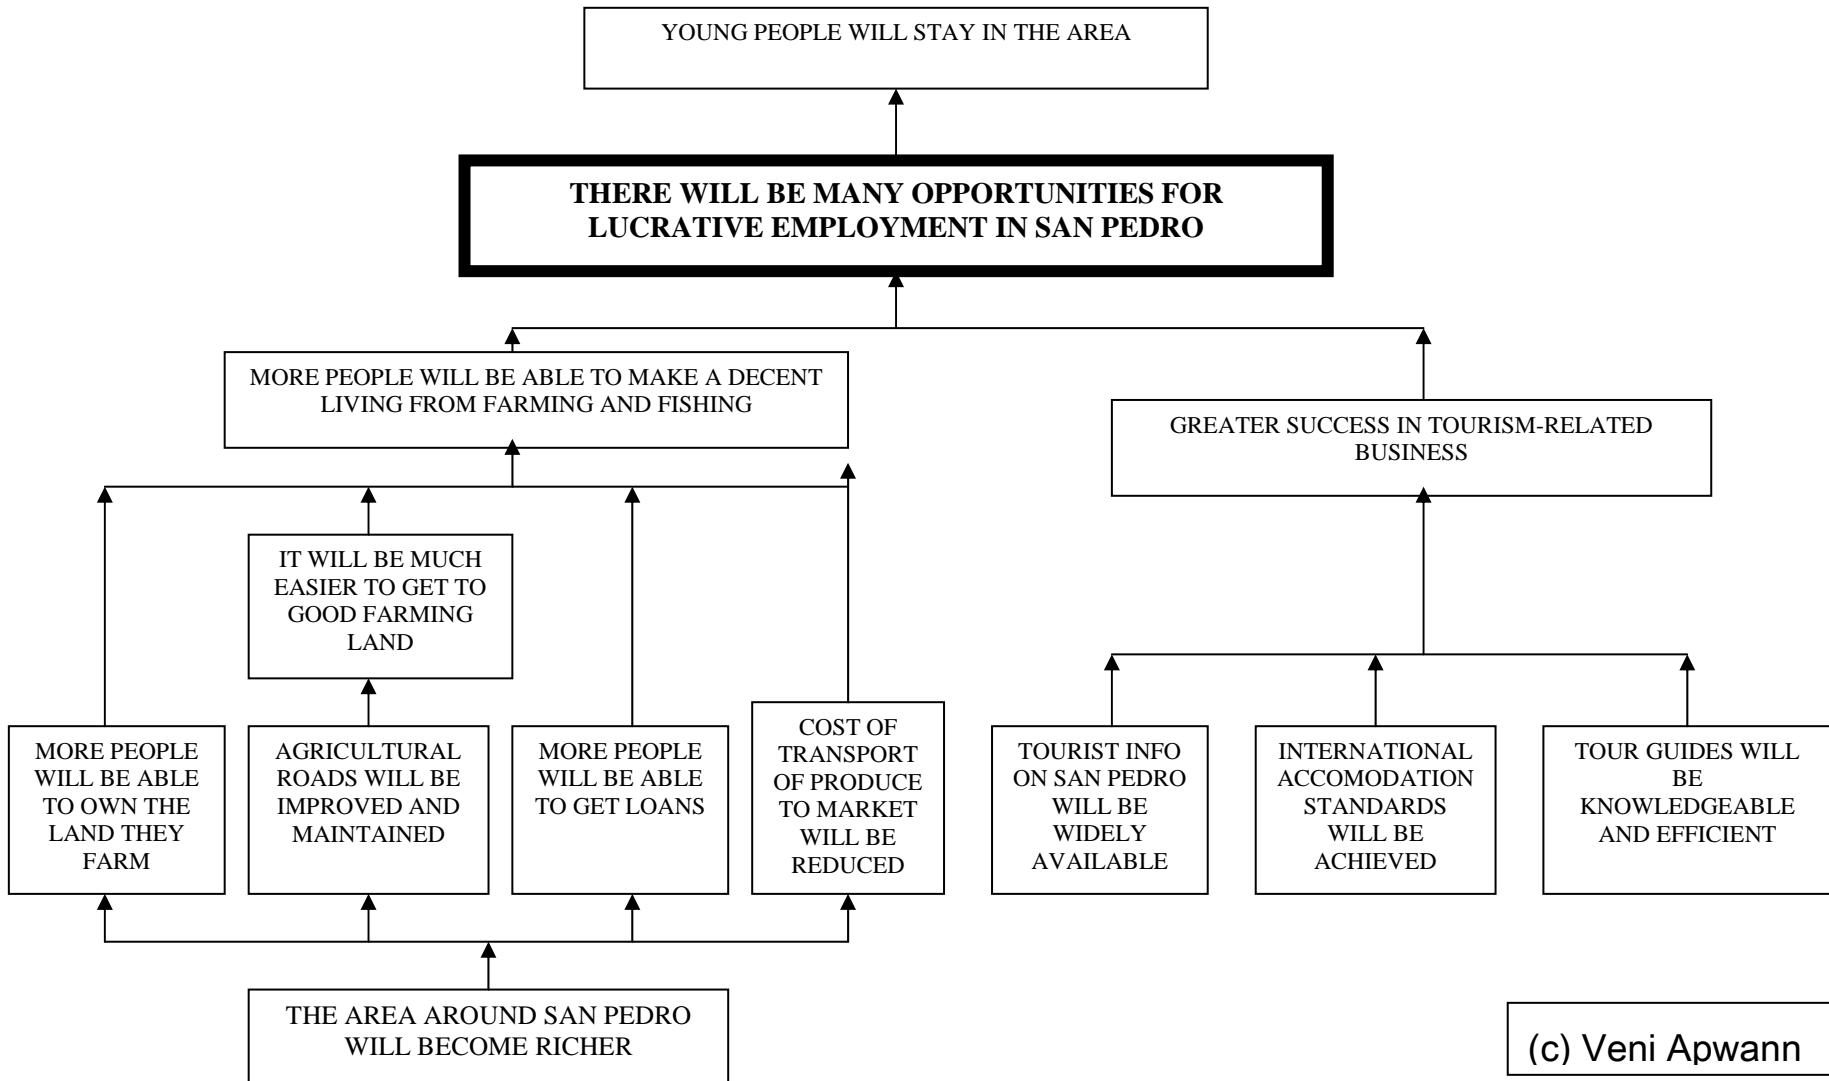 YOUNG PEOPLE WILL STAY IN THE AREA
THERE WILL BE MANY OPPORTUNITIES FOR
LUCRATIVE EMPLOYMENT IN SAN PEDRO
MORE PEOPLE WILL BE ABLE TO MAKE A DECENT
LIVING FROM FARMING AND FISHING
GREATER SUCCESS IN TOURISM-RELATED
BUSINESS
IT WILL BE MUCH
EASIER TO GET TO
GOOD FARMING
LAND
MORE PEOPLE
WILL BE ABLE
TO OWN THE
LAND THEY
FARM
AGRICULTURAL
ROADS WILL BE
IMPROVED AND
MAINTAINED
MORE PEOPLE
WILL BE ABLE
TO GET LOANS
COST OF
TRANSPORT
OF PRODUCE
TO MARKET
WILL BE
REDUCED
TOURIST INFO
ON SAN PEDRO
WILL BE
WIDELY
AVAILABLE
INTERNATIONAL
ACCOMODATION
STANDARDS
WILL BE
ACHIEVED
TOUR GUIDES WILL
BE
KNOWLEDGEABLE
AND EFFICIENT
THE AREA AROUND SAN PEDRO
WILL BECOME RICHER
(c) Veni Apwann